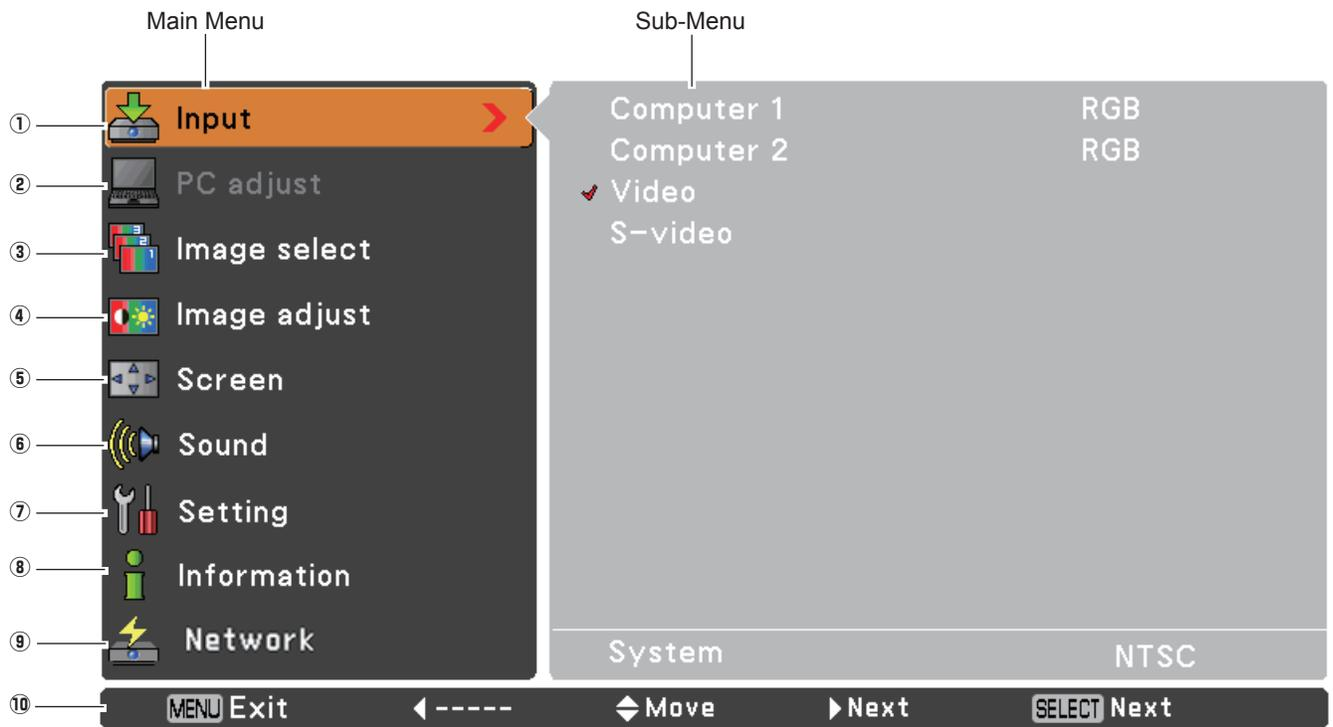 Main Menu Sub-Menu
① Input Computer 1 RGB
Computer 2 RGB
② PC adjust Video
S-video
③ Image select
④ Image adjust
⑤ Screen
⑥ Sound
⑦ Setting
⑧ Information
⑨ Network System NTSC
⑩ MENU Exit ----- Move Next SELECT Next